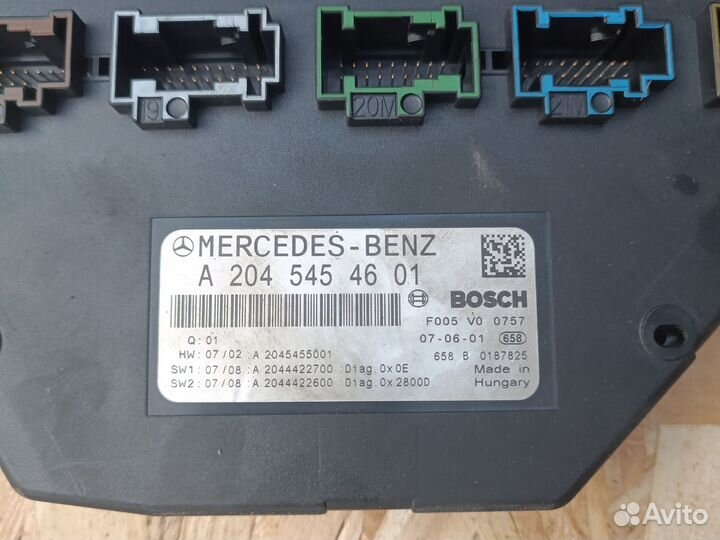 19
20M
21M
MERCEDES-BENZ
A 204 545 46 01
BOSCH
F005 V0 0757
Q: 01
07-06-01 658
HW: 07/02 A 2045455001
658 B 0187825
SW1: 07/08 A 2044422700 Diag.0x0E
Made in
SW2: 07/08 A 2044422600 Diag.0x2800D
Hungary
Avito